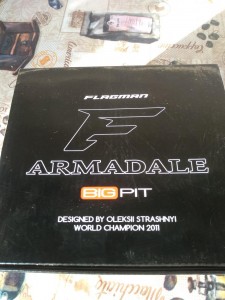 FLAGMAN
F
ARMADALE
BIG PIT
DESIGNED BY OLEKSII STRASHNYI
WORLD CHAMPION 2011